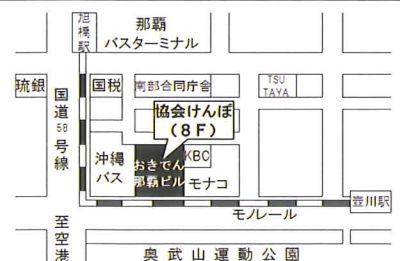 旭橋駅
那覇
バスターミナル
琉銀
国税
南部合同庁舎
TSU
TAYA
国道58号線
協会けんぽ
(8F)
沖縄
バス
おきでん
那覇ビル
KBC
モナコ
モノレール
壺川駅
至空港
奥武山運動公園